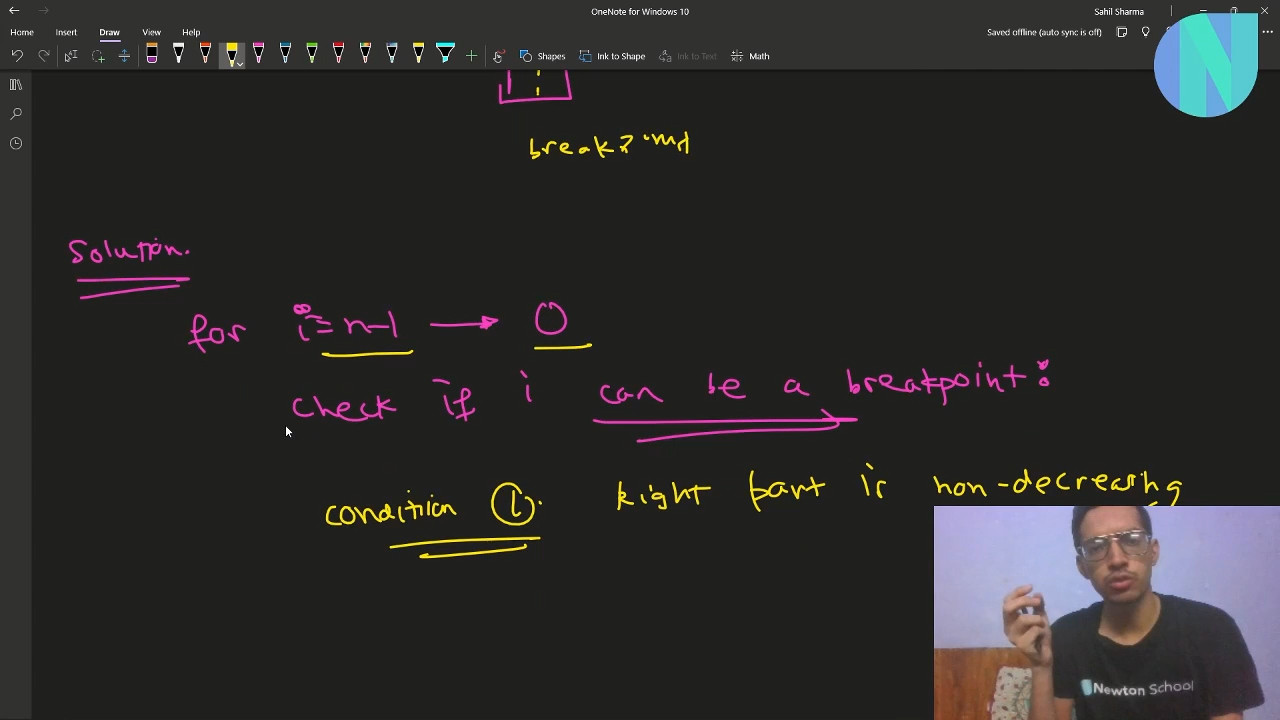 OneNote for Windows 10
Sahil Sharma
Home Insert Draw View Help
Saved offline (auto sync is off)
Shapes Ink to Shape Ink to Text Math
Solution.
for i = n-1 → 0
check if i can be a breakpoint:
condition 1. Right part is non-decreasing
Newton School